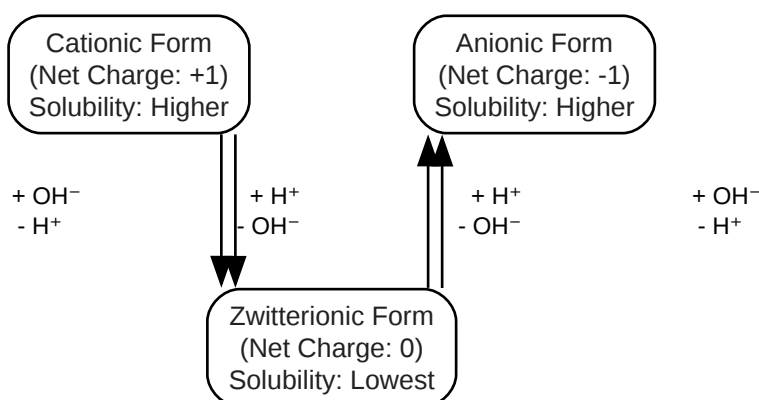 Cationic Form
(Net Charge: +1)
Solubility: Higher
Anionic Form
(Net Charge: -1)
Solubility: Higher
+ OH⁻
- H⁺
+ H⁺
- OH⁻
+ H⁺
- OH⁻
+ OH⁻
- H⁺
Zwitterionic Form
(Net Charge: 0)
Solubility: Lowest